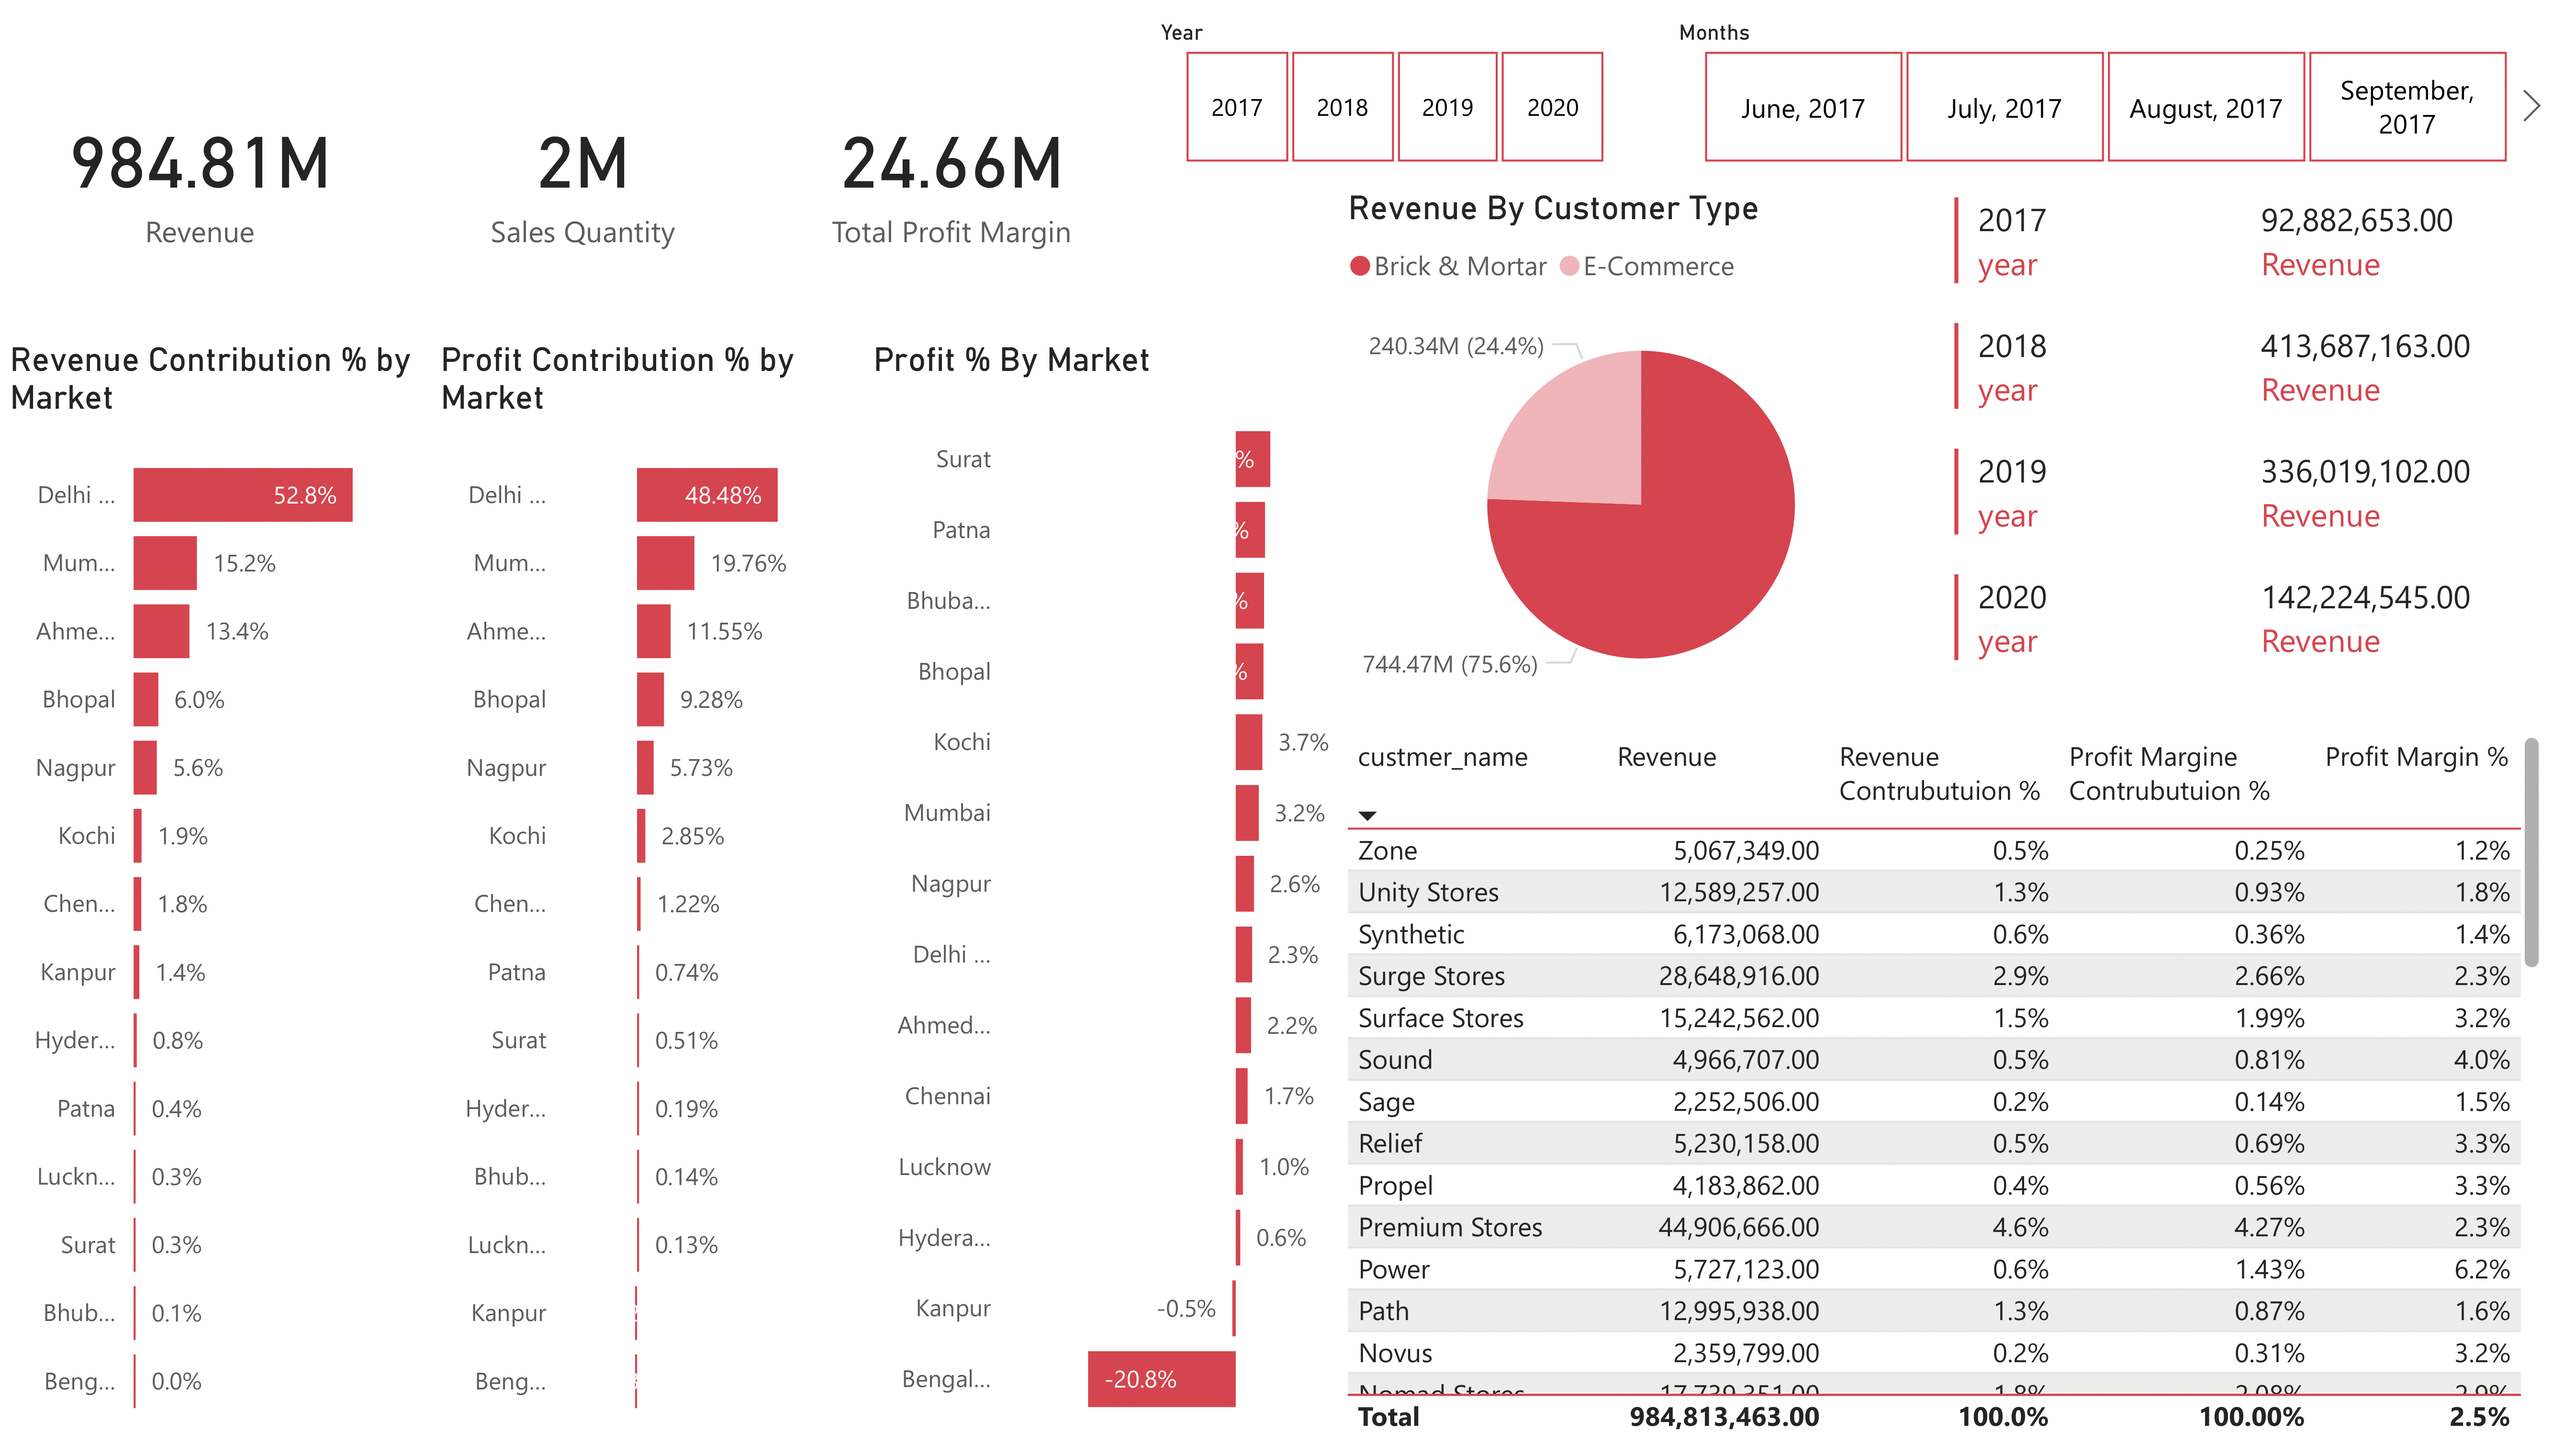 Year
Months
2017
2018
2019
2020
June, 2017
July, 2017
August, 2017
September,
2017
984.81M
Revenue
2M
Sales Quantity
24.66M
Total Profit Margin
Revenue By Customer Type
Brick & Mortar
E-Commerce
240.34M (24.4%)
744.47M (75.6%)
2017
year
92,882,653.00
Revenue
2018
year
413,687,163.00
Revenue
2019
year
336,019,102.00
Revenue
2020
year
142,224,545.00
Revenue
Revenue Contribution % by
Market
Delhi ... 52.8%
Mum... 15.2%
Ahme... 13.4%
Bhopal 6.0%
Nagpur 5.6%
Kochi 1.9%
Chen... 1.8%
Kanpur 1.4%
Hyder... 0.8%
Patna 0.4%
Luckn... 0.3%
Surat 0.3%
Bhub... 0.1%
Beng... 0.0%
Profit Contribution % by
Market
Delhi ... 48.48%
Mum... 19.76%
Ahme... 11.55%
Bhopal 9.28%
Nagpur 5.73%
Kochi 2.85%
Chen... 1.22%
Patna 0.74%
Surat 0.51%
Hyder... 0.19%
Bhub... 0.14%
Luckn... 0.13%
Kanpur
Beng...
Profit % By Market
Surat %
Patna %
Bhuba... %
Bhopal %
Kochi 3.7%
Mumbai 3.2%
Nagpur 2.6%
Delhi ... 2.3%
Ahmed... 2.2%
Chennai 1.7%
Lucknow 1.0%
Hydera... 0.6%
Kanpur -0.5%
Bengal... -20.8%
custmer_name Revenue Revenue Profit Margine Profit Margin %
Contrubutuion % Contrubutuion %
Zone 5,067,349.00 0.5% 0.25% 1.2%
Unity Stores 12,589,257.00 1.3% 0.93% 1.8%
Synthetic 6,173,068.00 0.6% 0.36% 1.4%
Surge Stores 28,648,916.00 2.9% 2.66% 2.3%
Surface Stores 15,242,562.00 1.5% 1.99% 3.2%
Sound 4,966,707.00 0.5% 0.81% 4.0%
Sage 2,252,506.00 0.2% 0.14% 1.5%
Relief 5,230,158.00 0.5% 0.69% 3.3%
Propel 4,183,862.00 0.4% 0.56% 3.3%
Premium Stores 44,906,666.00 4.6% 4.27% 2.3%
Power 5,727,123.00 0.6% 1.43% 6.2%
Path 12,995,938.00 1.3% 0.87% 1.6%
Novus 2,359,799.00 0.2% 0.31% 3.2%
Nomad Stores 17,739,351.00 1.8% 2.08% 2.9%
Total 984,813,463.00 100.0% 100.00% 2.5%